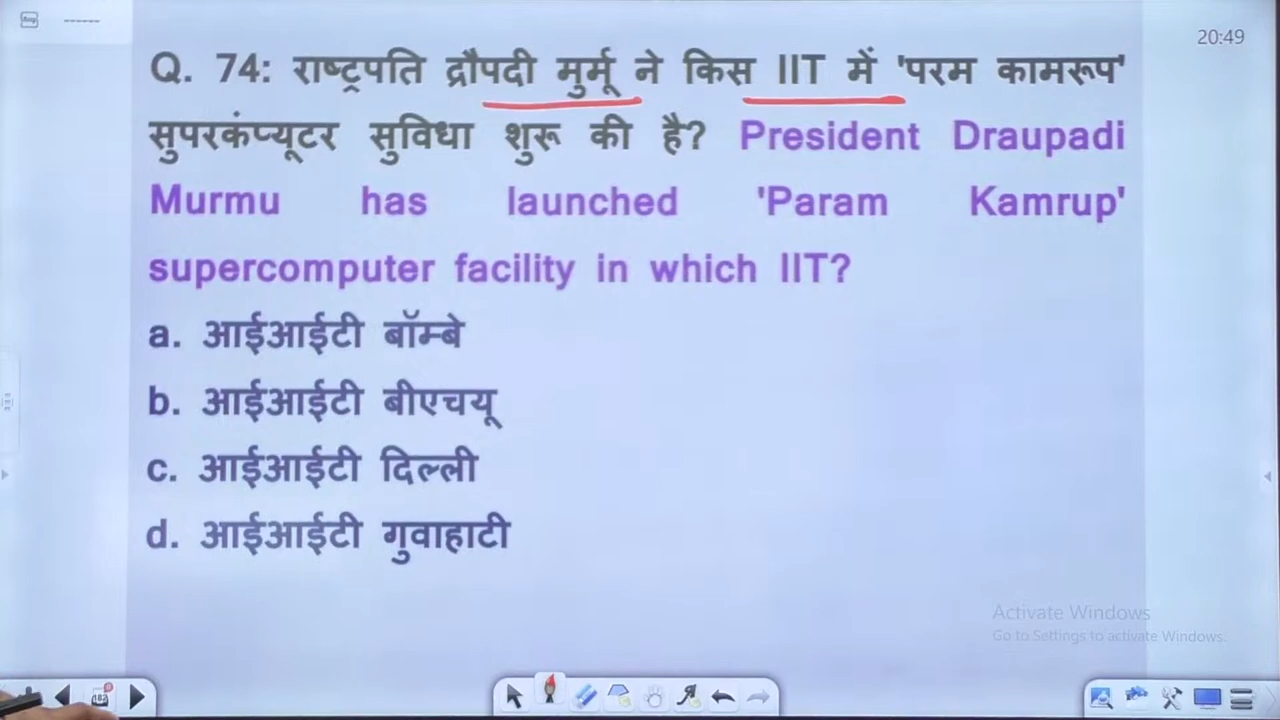 20:49
Q. 74: राष्ट्रपति द्रौपदी मुर्मू ने किस IIT में 'परम कामरूप'
सुपरकंप्यूटर सुविधा शुरू की है? President Draupadi
Murmu has launched 'Param Kamrup'
supercomputer facility in which IIT?
a. आईआईटी बॉम्बे
b. आईआईटी बीएचयू
c. आईआईटी दिल्ली
d. आईआईटी गुवाहाटी
Activate Windows
Go to Settings to activate Windows.
182